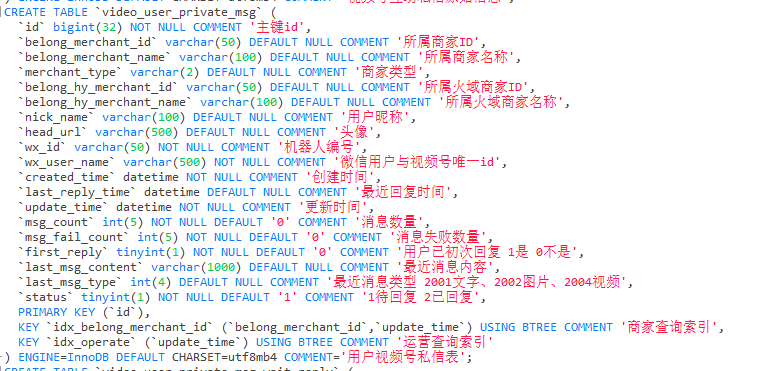 CREATE TABLE `video_user_private_msg` (
`id` bigint(32) NOT NULL COMMENT '主键id',
`belong_merchant_id` varchar(50) DEFAULT NULL COMMENT '所属商家ID',
`belong_merchant_name` varchar(100) DEFAULT NULL COMMENT '所属商家名称',
`merchant_type` varchar(2) DEFAULT NULL COMMENT '商家类型',
`belong_hy_merchant_id` varchar(50) DEFAULT NULL COMMENT '所属火域商家ID',
`belong_hy_merchant_name` varchar(100) DEFAULT NULL COMMENT '所属火域商家名称',
`nick_name` varchar(100) DEFAULT NULL COMMENT '用户昵称',
`head_url` varchar(500) DEFAULT NULL COMMENT '头像',
`wx_id` varchar(50) NOT NULL COMMENT '机器人编号',
`wx_user_name` varchar(500) NOT NULL COMMENT '微信用户与视频号唯一id',
`created_time` datetime NOT NULL COMMENT '创建时间',
`last_reply_time` datetime DEFAULT NULL COMMENT '最近回复时间',
`update_time` datetime NOT NULL COMMENT '更新时间',
`msg_count` int(5) NOT NULL DEFAULT '0' COMMENT '消息数量',
`msg_fail_count` int(5) NOT NULL DEFAULT '0' COMMENT '消息失败数量',
`first_reply` tinyint(1) NOT NULL DEFAULT '0' COMMENT '用户已初次回复 1是 0不是',
`last_msg_content` varchar(1000) DEFAULT NULL COMMENT '最近消息内容',
`last_msg_type` int(4) DEFAULT NULL COMMENT '最近消息类型 2001文字、2002图片、2004视频',
`status` tinyint(1) NOT NULL DEFAULT '1' COMMENT '1待回复 2已回复',
PRIMARY KEY (`id`),
KEY `idx_belong_merchant_id` (`belong_merchant_id`,`update_time`) USING BTREE COMMENT '商家查询索引',
KEY `idx_operate` (`update_time`) USING BTREE COMMENT '运营查询索引'
) ENGINE=InnoDB DEFAULT CHARSET=utf8mb4 COMMENT='用户视频号私信表';